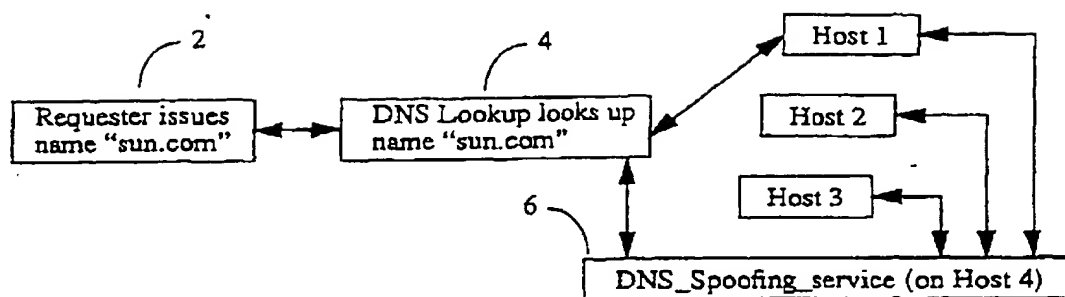 2
4
Host 1
Requester issues
name "sun.com"
DNS Lookup looks up
name "sun.com"
Host 2
Host 3
6
DNS_Spoofing_service (on Host 4)